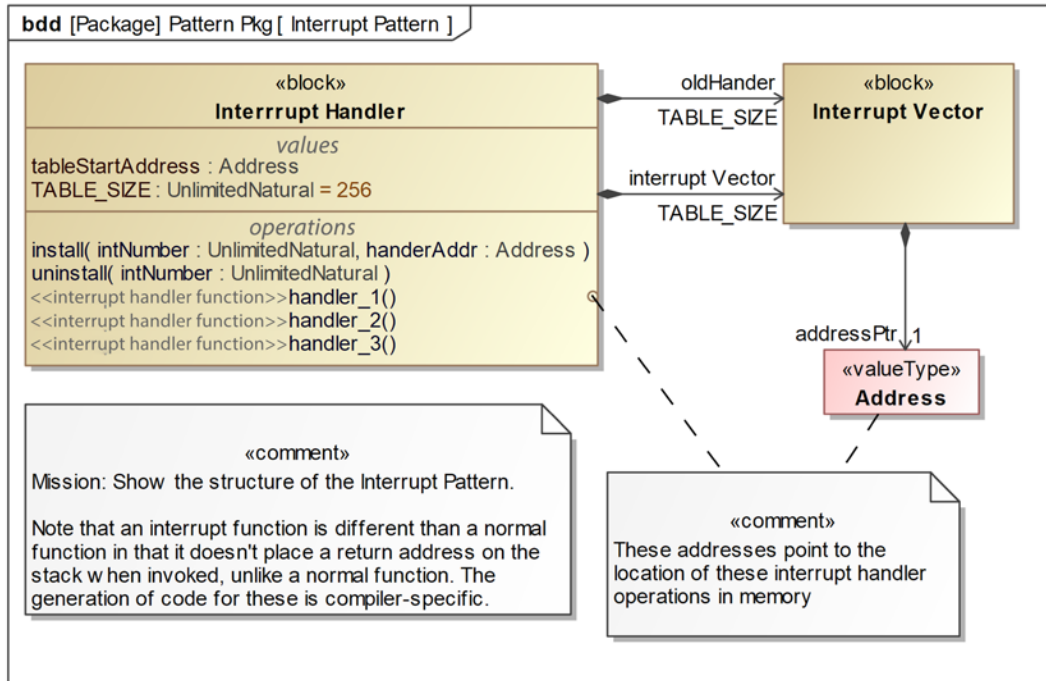 bdd [Package] Pattern Pkg [ Interrupt Pattern ]
«block»
Interrrupt Handler
values
tableStartAddress : Address
TABLE_SIZE : UnlimitedNatural = 256
operations
install( intNumber : UnlimitedNatural, handerAddr : Address )
uninstall( intNumber : UnlimitedNatural )
<<interrupt handler function>>handler_1()
<<interrupt handler function>>handler_2()
<<interrupt handler function>>handler_3()
oldHander
TABLE_SIZE
interrupt Vector
TABLE_SIZE
«block»
Interrupt Vector
addressPtr 1
«valueType»
Address
«comment»
Mission: Show the structure of the Interrupt Pattern.
Note that an interrupt function is different than a normal
function in that it doesn't place a return address on the
stack when invoked, unlike a normal function. The
generation of code for these is compiler-specific.
«comment»
These addresses point to the
location of these interrupt handler
operations in memory